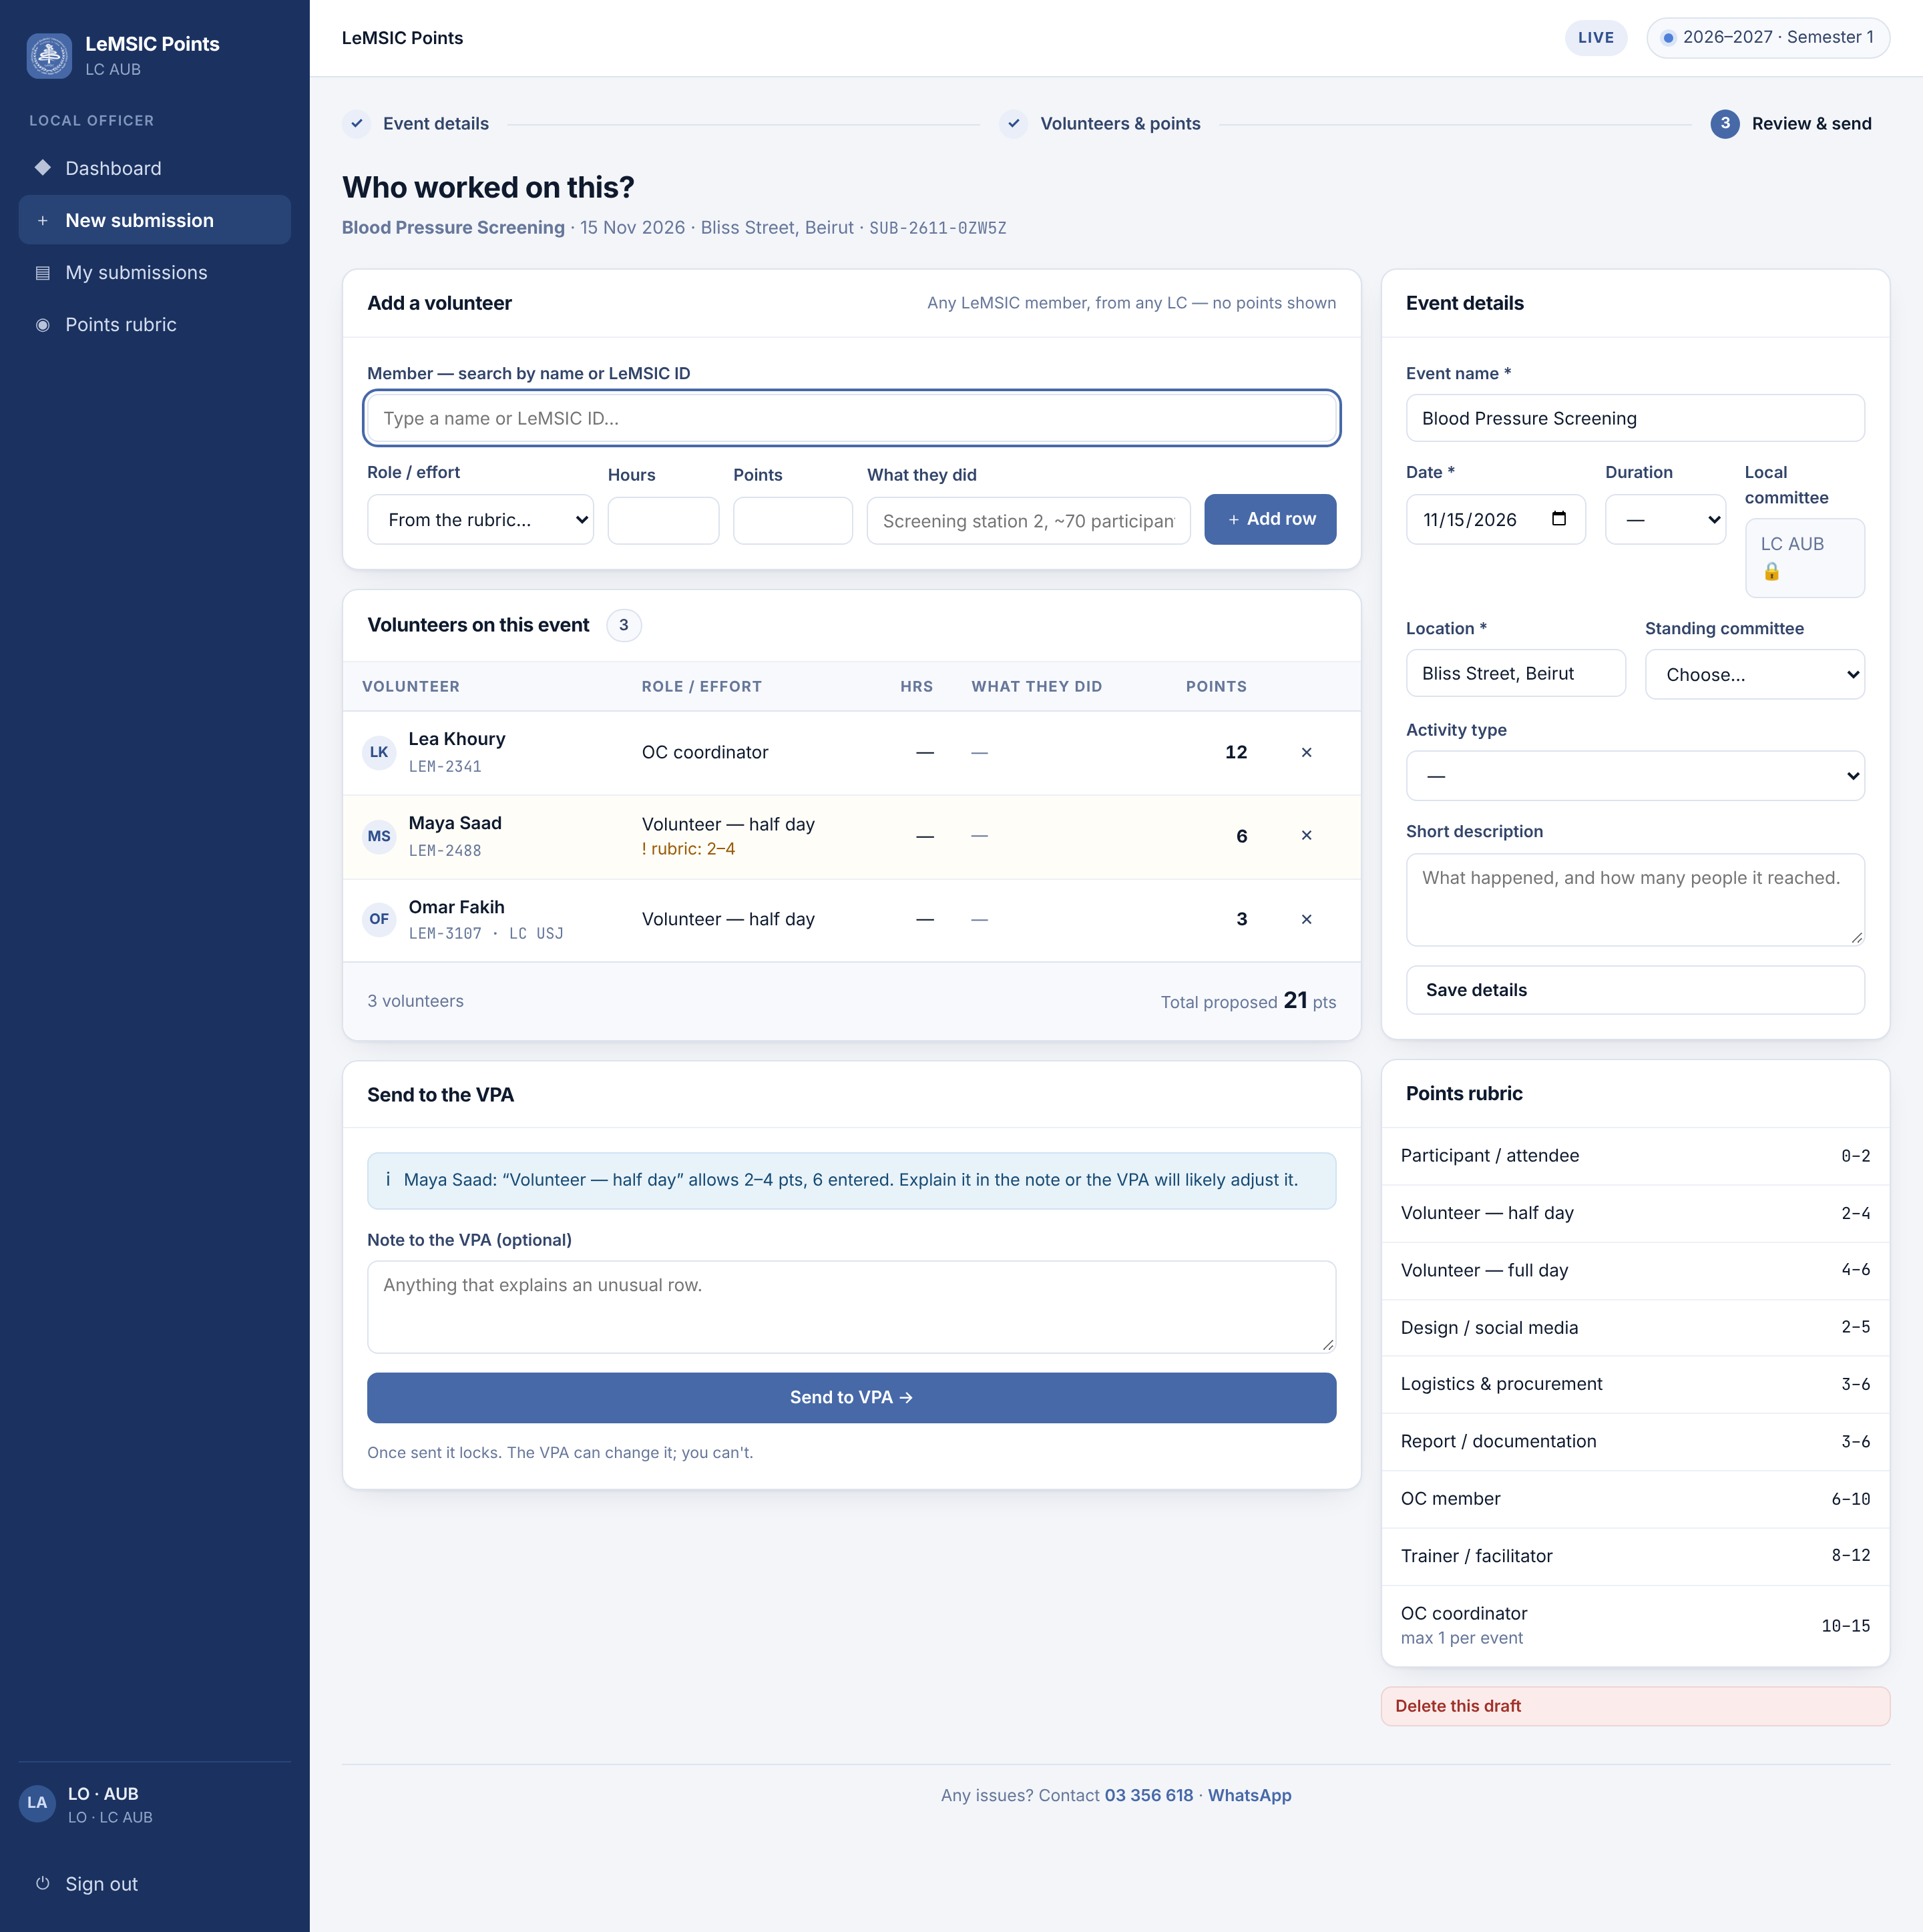 LeMSIC Points
LC AUB
LOCAL OFFICER
Dashboard
New submission
My submissions
Points rubric
LO · AUB
LO · LC AUB
LA
Sign out
LeMSIC Points
LIVE
2026–2027 · Semester 1
Event details
Volunteers & points
3 Review & send
Who worked on this?
Blood Pressure Screening · 15 Nov 2026 · Bliss Street, Beirut · SUB-2611-0ZW5Z
Add a volunteer
Any LeMSIC member, from any LC — no points shown
Member — search by name or LeMSIC ID
Type a name or LeMSIC ID...
Role / effort
Hours
Points
What they did
From the rubric...
Screening station 2, ~70 participan
+ Add row
Volunteers on this event 3
VOLUNTEER ROLE / EFFORT HRS WHAT THEY DID POINTS
LK Lea Khoury OC coordinator — — 12 ×
LEM-2341
MS Maya Saad Volunteer — half day — — 6 ×
LEM-2488 ! rubric: 2–4
OF Omar Fakih Volunteer — half day — — 3 ×
LEM-3107 · LC USJ
3 volunteers
Total proposed 21 pts
Send to the VPA
i Maya Saad: “Volunteer — half day” allows 2–4 pts, 6 entered. Explain it in the note or the VPA will likely adjust it.
Note to the VPA (optional)
Anything that explains an unusual row.
Send to VPA →
Once sent it locks. The VPA can change it; you can't.
Event details
Event name *
Blood Pressure Screening
Date *
Duration
Local
committee
11/15/2026
—
LC AUB
Location *
Standing committee
Bliss Street, Beirut
Choose...
Activity type
—
Short description
What happened, and how many people it reached.
Save details
Points rubric
Participant / attendee 0–2
Volunteer — half day 2–4
Volunteer — full day 4–6
Design / social media 2–5
Logistics & procurement 3–6
Report / documentation 3–6
OC member 6–10
Trainer / facilitator 8–12
OC coordinator 10–15
max 1 per event
Delete this draft
Any issues? Contact 03 356 618 · WhatsApp